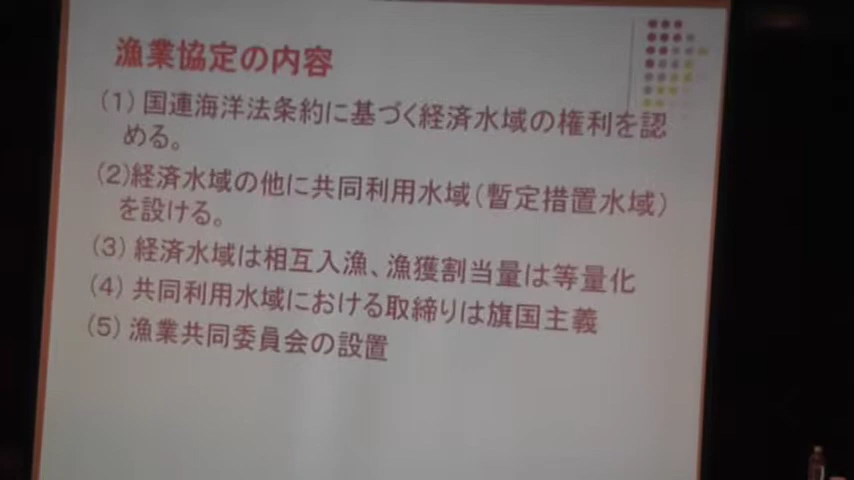 漁業協定の内容
(1) 国連海洋法条約に基づく経済水域の権利を認
める。
(2)経済水域の他に共同利用水域(暫定措置水域)
を設ける。
(3) 経済水域は相互入漁、漁獲割当量は等量化
(4) 共同利用水域における取締りは旗国主義
(5) 漁業共同委員会の設置